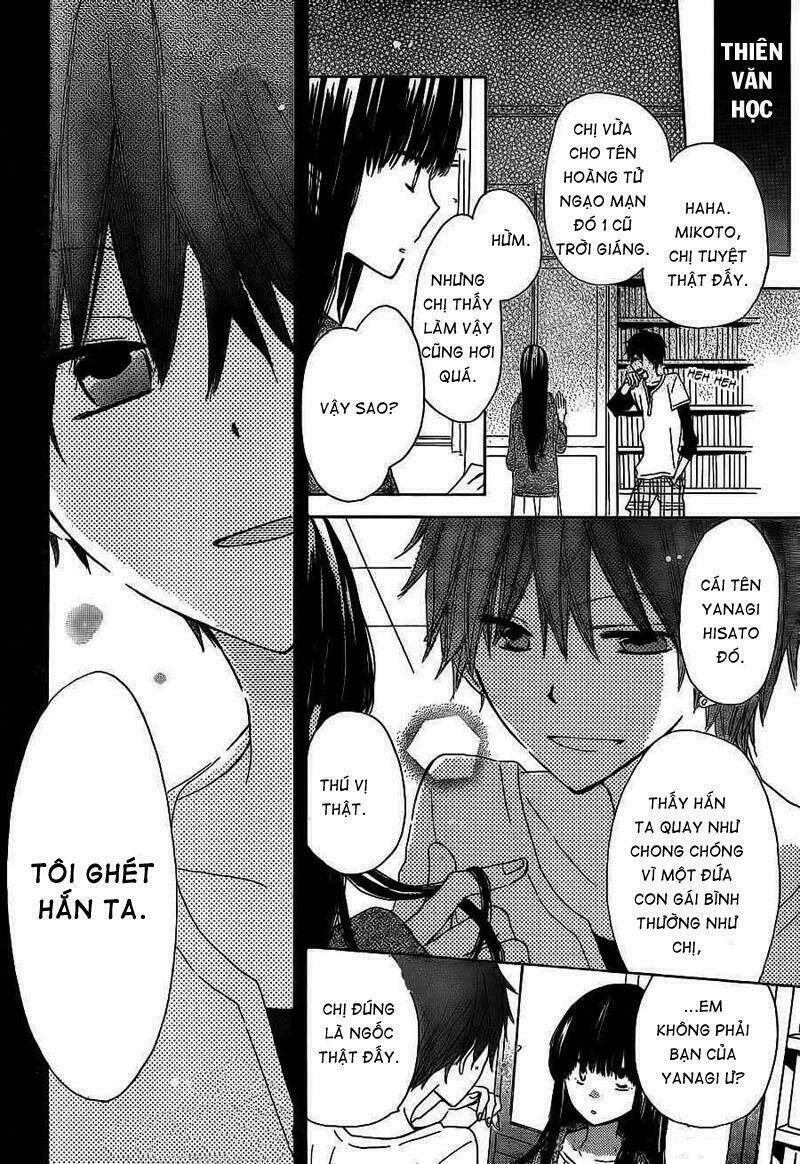 THIÊN
VĂN
HỌC
HAHA.
MIKOTO,
CHỊ TUYỆT
THẬT ĐẤY.
CHỊ VỪA
CHO TÊN
HOÀNG TỬ
NGẠO MẠN
ĐÓ 1 CŨ
TRỜI GIÁNG.
HEH HEH
HỪM.
NHƯNG
CHỊ THẤY
LÀM VẬY
CŨNG HƠI
QUÁ.
VẬY SAO?
CÁI TÊN
YANAGI
HISATO
ĐÓ.
THẤY HẮN
TA QUAY NHƯ
CHONG CHÓNG
VÌ MỘT ĐỨA
CON GÁI BÌNH
THƯỜNG NHƯ
CHỊ,
THÚ VỊ
THẬT.
...EM
KHÔNG PHẢI
BẠN CỦA
YANAGI Ư?
CHỊ ĐÚNG
LÀ NGỐC
THẬT ĐẤY.
TÔI GHÉT
HẮN TA.